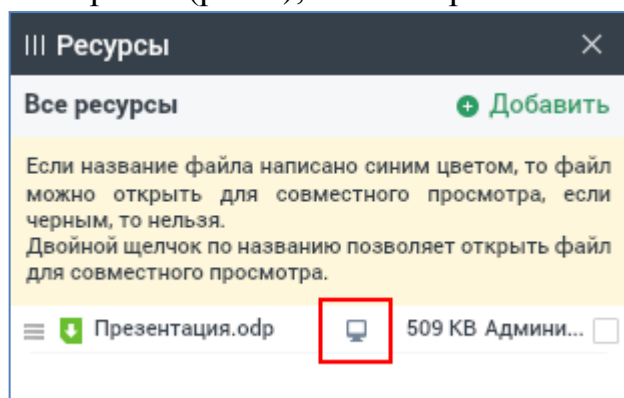 Ресурсы
Все ресурсы Добавить
Если название файла написано синим цветом, то файл
можно открыть для совместного просмотра, если
черным, то нельзя.
Двойной щелчок по названию позволяет открыть файл
для совместного просмотра.
Презентация.odp 509 KB Админи...